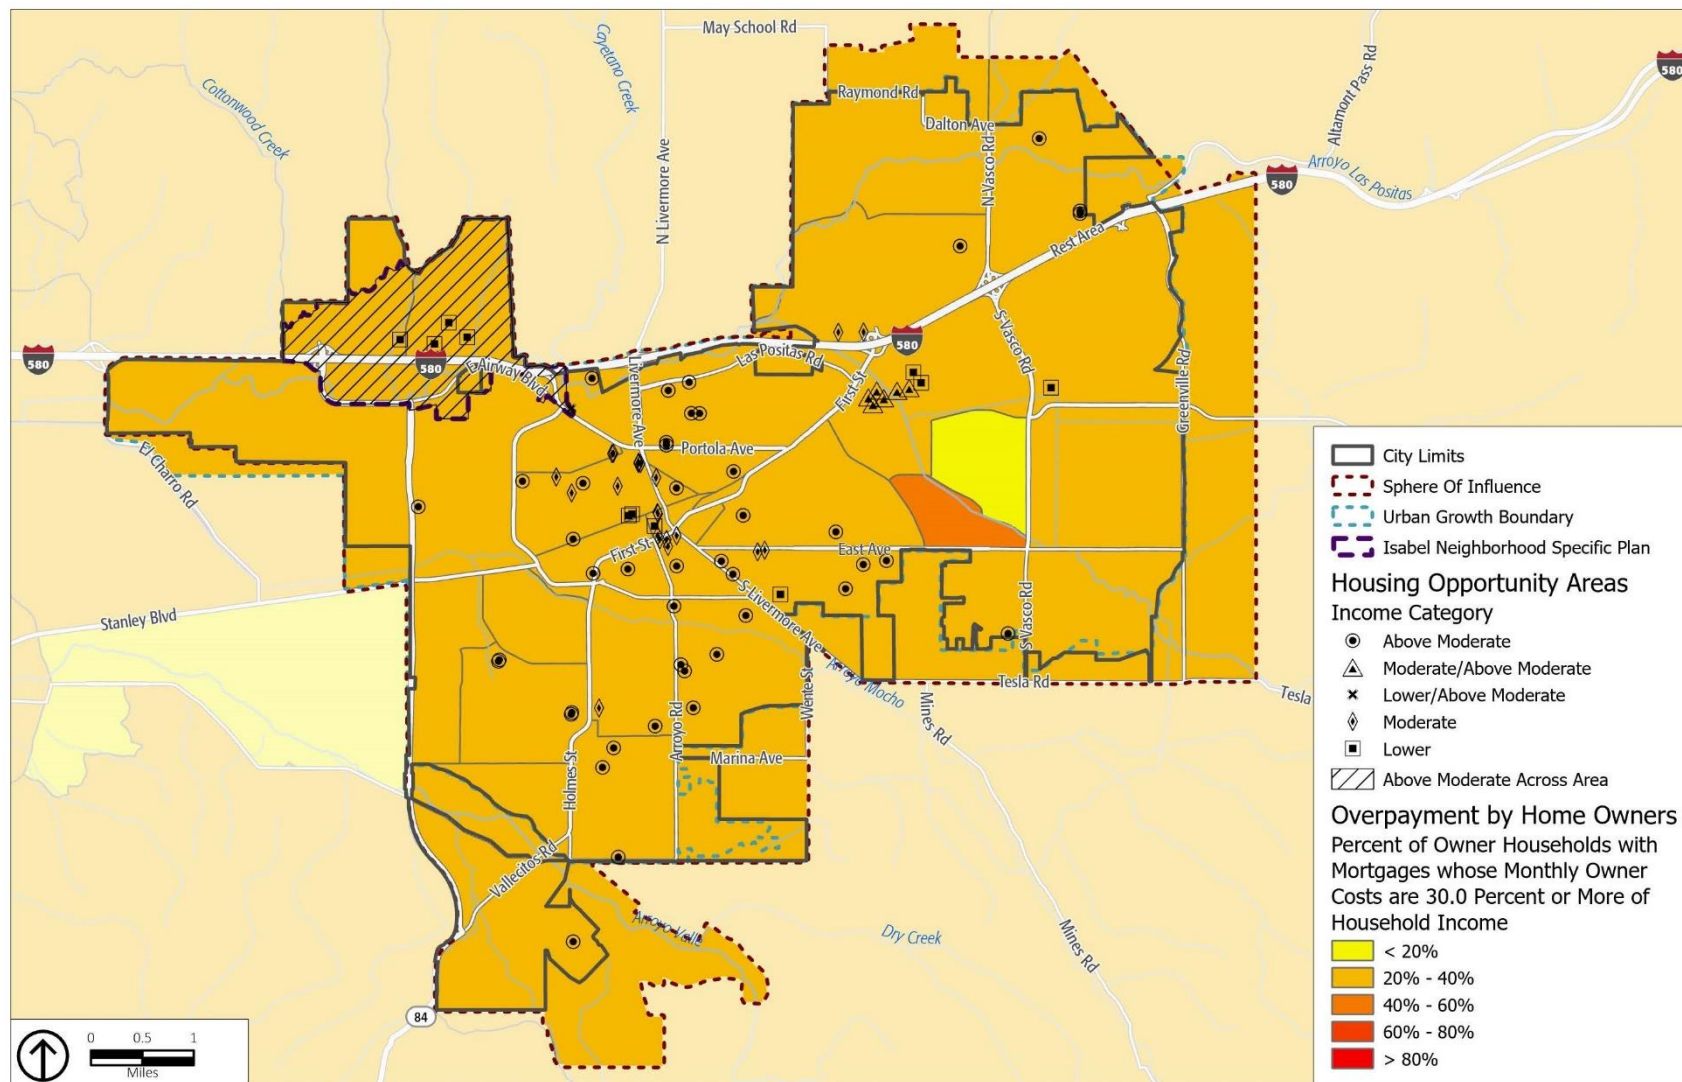 May School Rd
Cayetano Creek
Cottonwood Creek
N Livermore Ave
Raymond Rd
Dalton Ave
N Vasco Rd
Altamont Pass Rd
580
Arroyo Las Positas
580
Rest Area
580
580
580
E Airway Blvd
Livermore Ave
Las Positas Rd
First St
S Vasco Rd
Greenville Rd
El Charro Rd
Portola Ave
First St
East Ave
Stanley Blvd
S Livermore Ave
S Vasco Rd
Arroyo Mocho
Wente St
Tesla Rd
Tesla
Mines Rd
Arroyo Rd
Marina Ave
Holmes St
Vallecitos Rd
Arroyo Valle
Dry Creek
Mines Rd
84
0 0.5 1
Miles
City Limits
Sphere Of Influence
Urban Growth Boundary
Isabel Neighborhood Specific Plan
Housing Opportunity Areas
Income Category
Above Moderate
Moderate/Above Moderate
Lower/Above Moderate
Moderate
Lower
Above Moderate Across Area
Overpayment by Home Owners
Percent of Owner Households with
Mortgages whose Monthly Owner
Costs are 30.0 Percent or More of
Household Income
< 20%
20% - 40%
40% - 60%
60% - 80%
> 80%